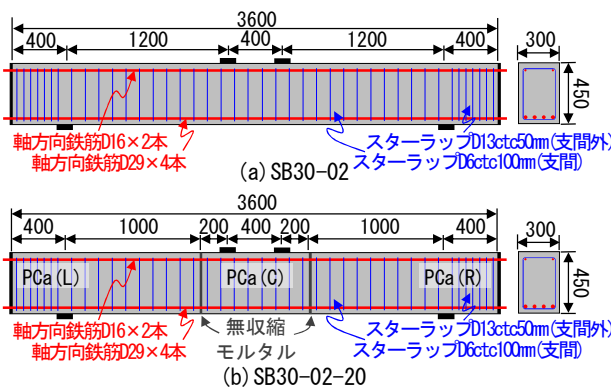 3600
400 1200 400 1200 400 300
450
軸方向鉄筋D16×2本 スターラップD13ctc50mm(支間外)
軸方向鉄筋D29×4本 スターラップD6ctc100mm(支間)
(a) SB30-02
3600
400 1000 200 400 200 1000 400 300
PCa(L) PCa(C) PCa(R) 450
軸方向鉄筋D16×2本 無収縮 スターラップD13ctc50mm(支間外)
軸方向鉄筋D29×4本 モルタル スターラップD6ctc100mm(支間)
(b) SB30-02-20